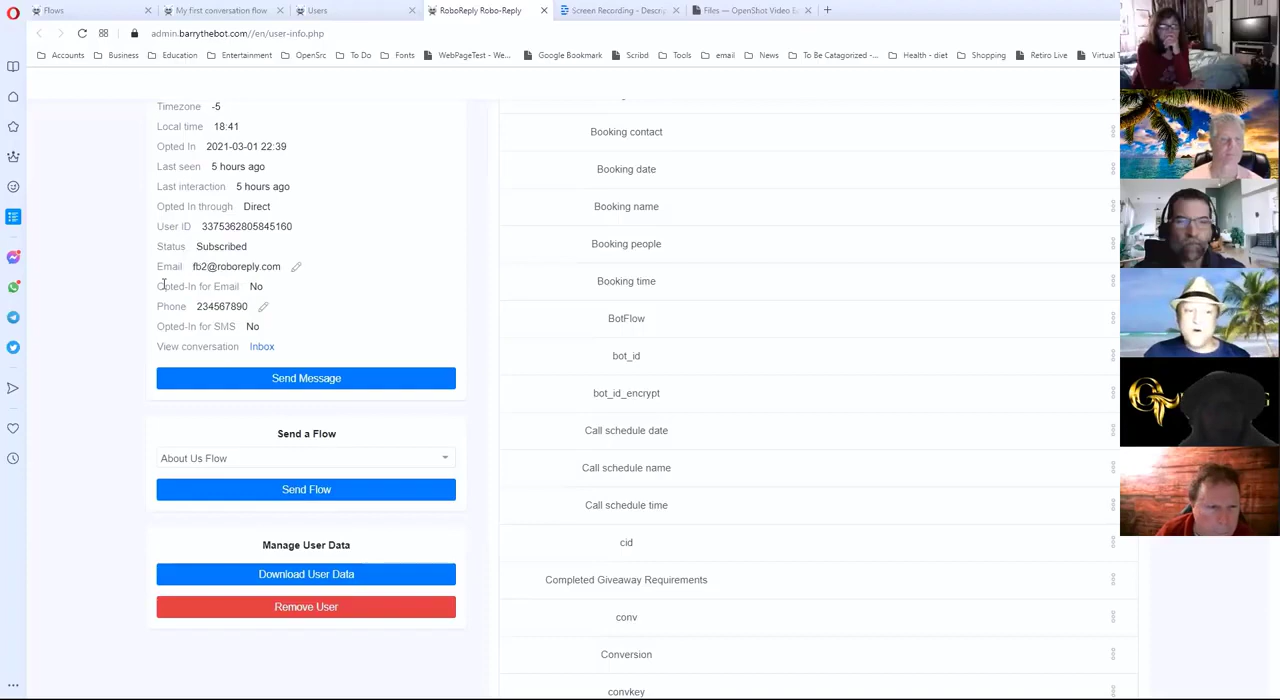 Flows
My first conversation flow
Users
RoboReply Robo-Reply
Screen Recording - Descri
Files — OpenShot Video E
admin.barrythebot.com//en/user-info.php
Accounts
Business
Education
Entertainment
OpenSrc
To Do
Fonts
WebPageTest - We...
Google Bookmark
Scribd
Tools
email
News
To Be Catagorized -...
Health - diet
Shopping
Retiro Live
Virtual T
Timezone -5
Local time 18:41
Opted In 2021-03-01 22:39
Last seen 5 hours ago
Last interaction 5 hours ago
Opted In through Direct
User ID 3375362805845160
Status Subscribed
Email fb2@roboreply.com
Opted-In for Email No
Phone 234567890
Opted-In for SMS No
View conversation Inbox
Send Message
Send a Flow
About Us Flow
Send Flow
Manage User Data
Download User Data
Remove User
Booking contact
Booking date
Booking name
Booking people
Booking time
BotFlow
bot_id
bot_id_encrypt
Call schedule date
Call schedule name
Call schedule time
cid
Completed Giveaway Requirements
conv
Conversion
convkey